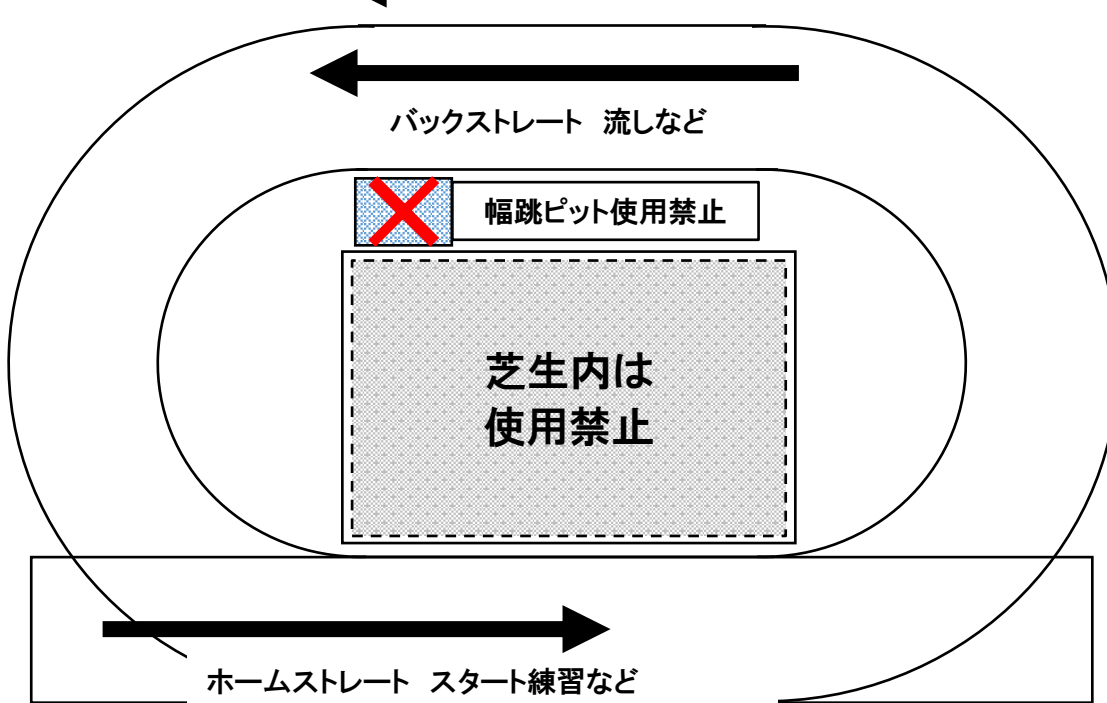 バックストレート　流しなど
幅跳ピット使用禁止
芝生内は
使用禁止
ホームストレート　スタート練習など